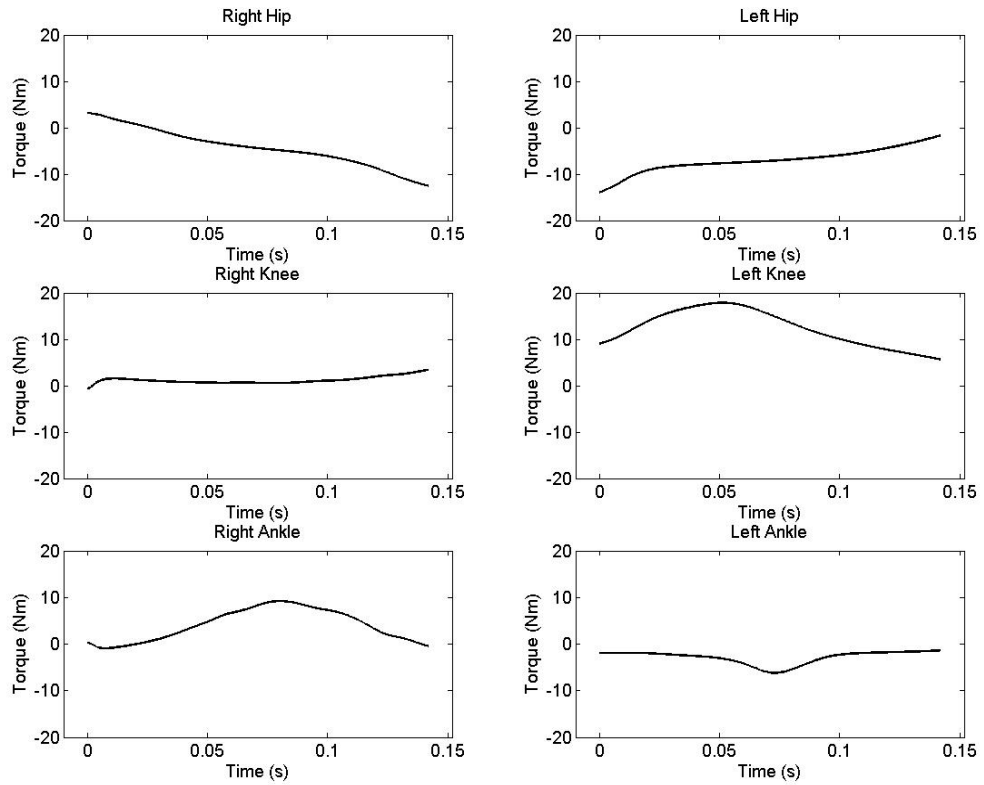 Right Hip
20
10
0
-10
-20
Torque (Nm)
0 0.05 0.1 0.15
Time (s)
Left Hip
20
10
0
-10
-20
Torque (Nm)
0 0.05 0.1 0.15
Time (s)
Right Knee
20
10
0
-10
-20
Torque (Nm)
0 0.05 0.1 0.15
Time (s)
Left Knee
20
10
0
-10
-20
Torque (Nm)
0 0.05 0.1 0.15
Time (s)
Right Ankle
20
10
0
-10
-20
Torque (Nm)
0 0.05 0.1 0.15
Time (s)
Left Ankle
20
10
0
-10
-20
Torque (Nm)
0 0.05 0.1 0.15
Time (s)